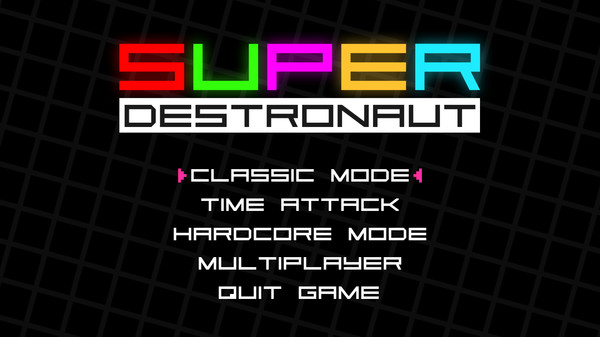 SUPER
DESTRONAUT
CLASSIC MODE
TIME ATTACK
HARDCORE MODE
MULTIPLAYER
QUIT GAME